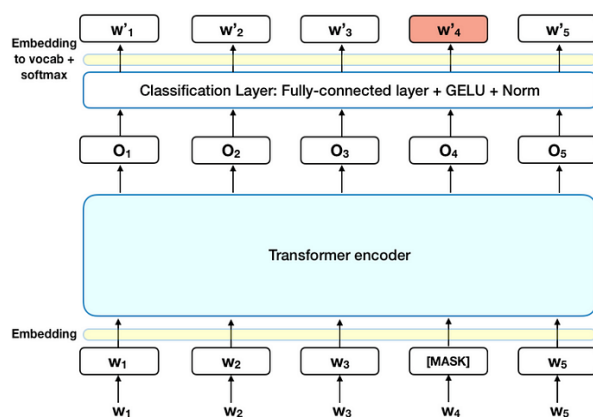 w'1 w'2 w'3 w'4 w'5
Embedding
to vocab +
softmax
Classification Layer: Fully-connected layer + GELU + Norm
O1 O2 O3 O4 O5
Transformer encoder
Embedding
W1 W2 W3 [MASK] W5
W1 W2 W3 W4 W5